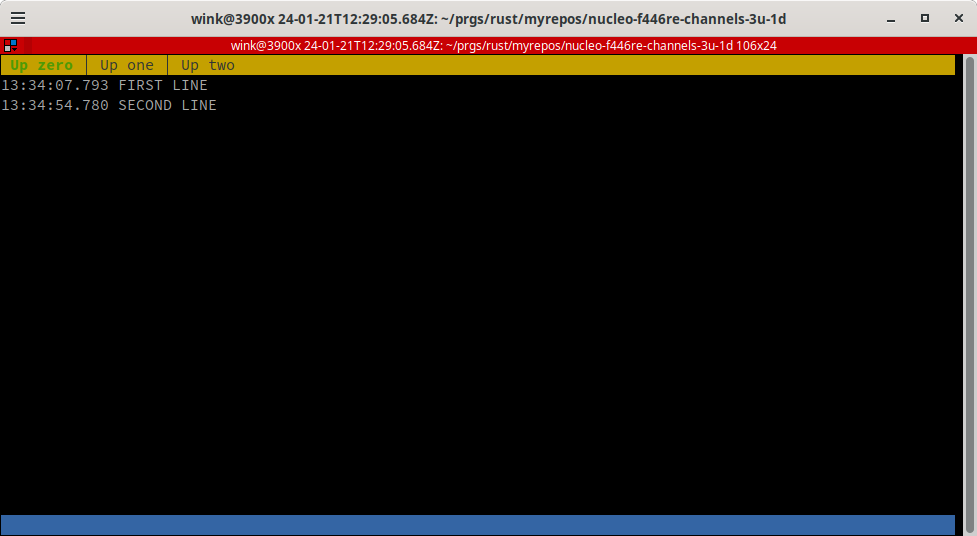 wink@3900x 24-01-21T12:29:05.684Z: ~/prgs/rust/myrepos/nucleo-f446re-channels-3u-1d
wink@3900x 24-01-21T12:29:05.684Z: ~/prgs/rust/myrepos/nucleo-f446re-channels-3u-1d 106x24
Up zero │ Up one │ Up two
13:34:07.793 FIRST LINE
13:34:54.780 SECOND LINE